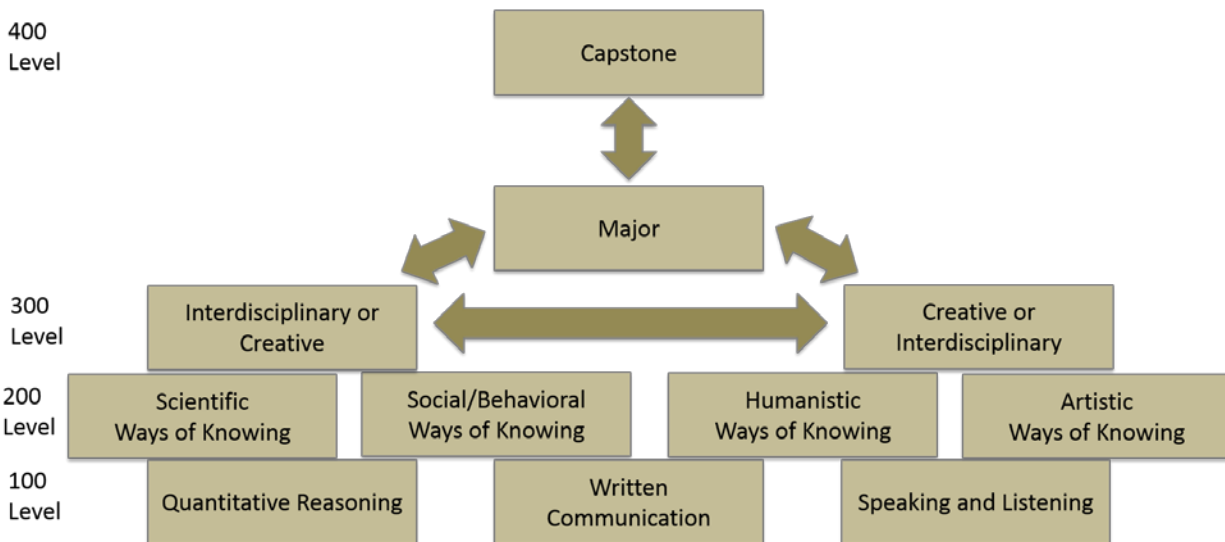 400
Level
Capstone
Major
300
Level
Interdisciplinary or
Creative
Creative or
Interdisciplinary
200
Level
Scientific
Ways of Knowing
Social/Behavioral
Ways of Knowing
Humanistic
Ways of Knowing
Artistic
Ways of Knowing
100
Level
Quantitative Reasoning
Written
Communication
Speaking and Listening